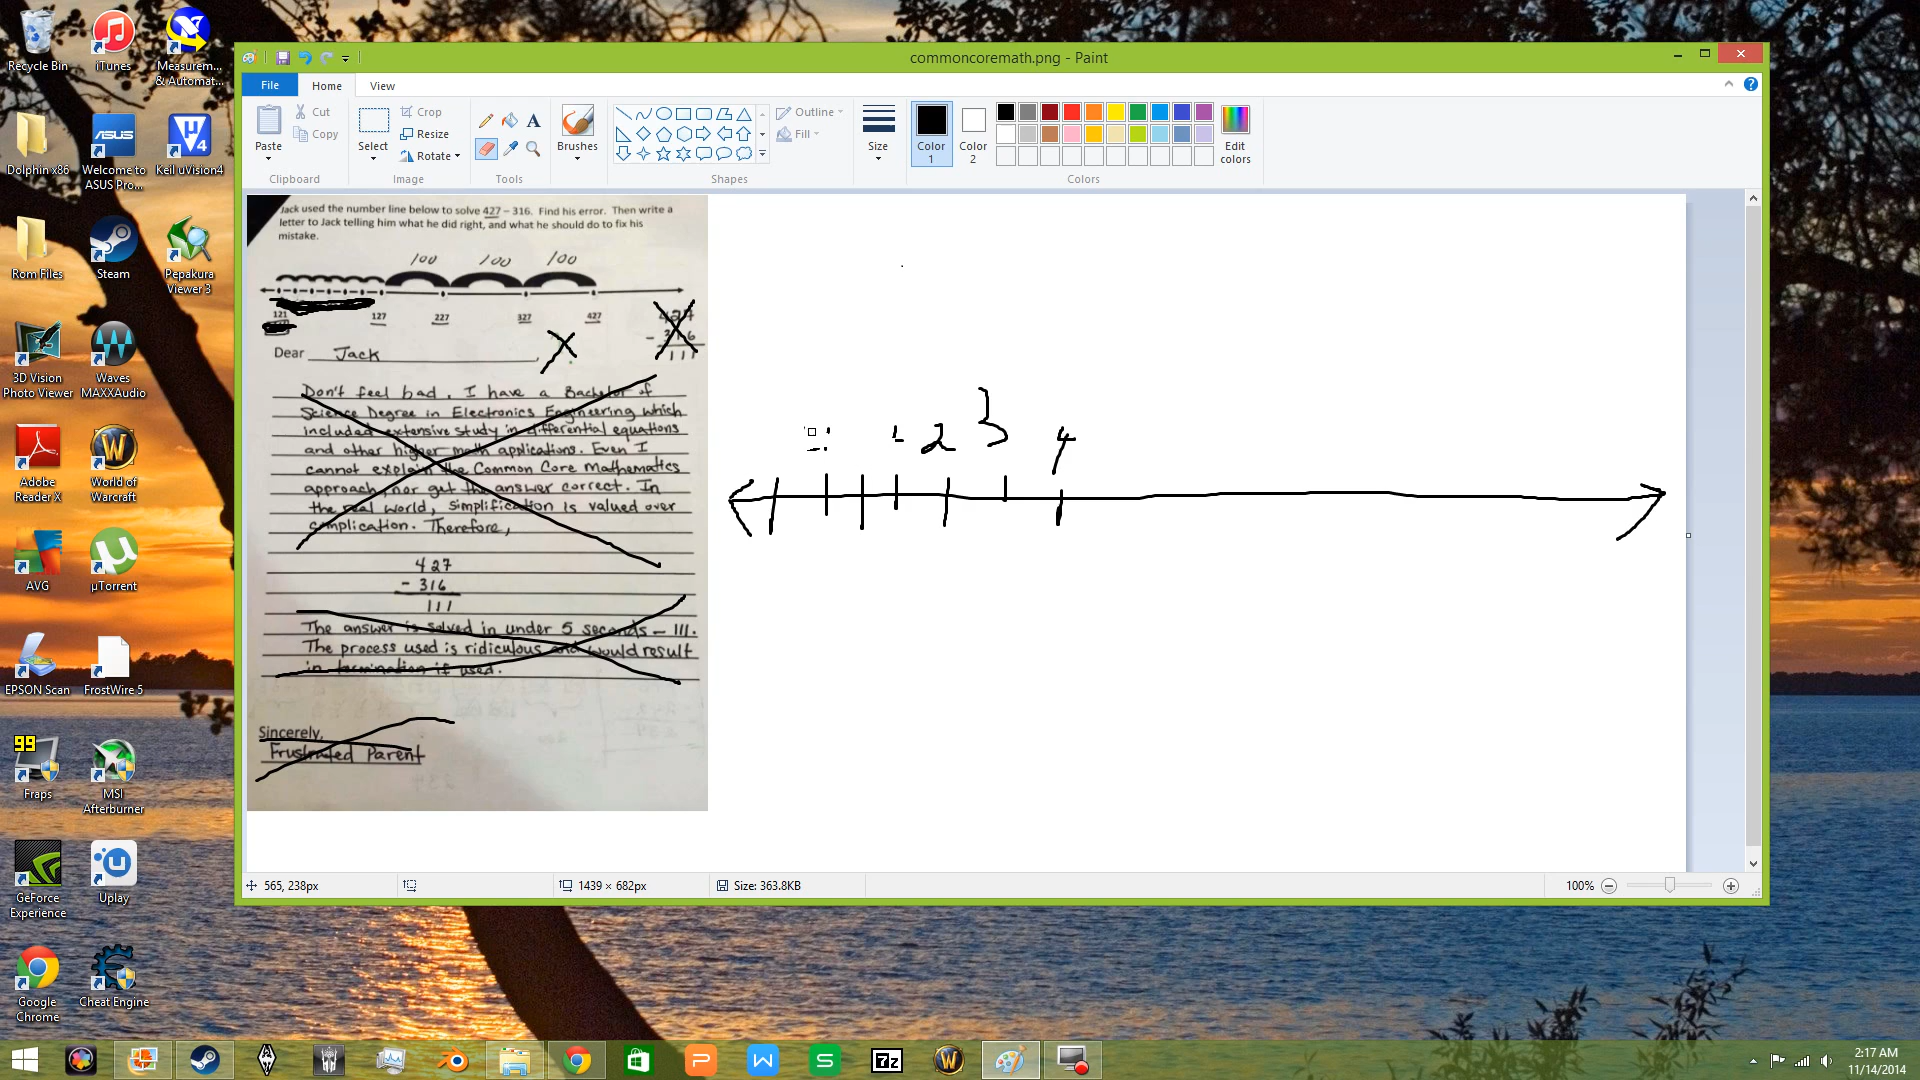 Recycle Bin
iTunes
Measurem...
& Automat...
Dolphin x86
Welcome to
ASUS Pro...
Keil uVision4
Rom Files
Steam
Pepakura
Viewer 3
3D Vision
Photo Viewer
Waves
MAXXAudio
Adobe
Reader X
World of
Warcraft
AVG
µTorrent
EPSON Scan
FrostWire 5
99
Fraps
MSI
Afterburner
GeForce
Experience
Uplay
Google
Chrome
Cheat Engine
commoncoremath.png - Paint
File
Home
View
Paste
Cut
Copy
Clipboard
Select
Crop
Resize
Rotate
Image
A
Tools
Brushes
Outline
Fill
Shapes
Size
Color
1
Color
2
Edit
colors
Colors
Jack used the number line below to solve 427 – 316. Find his error. Then write a
letter to Jack telling him what he did right, and what he should do to fix his
mistake.
100 100 100
121 127 227 327 427
427
- 316
111
Dear Jack
Don't feel bad. I have a Bachelor of
Science Degree in Electronics Engineering which
included extensive study in differential equations
and other higher math applications. Even I
cannot explain the Common Core Mathematics
approach, nor get the answer correct. In
the real world, simplification is valued over
complication. Therefore,
427
- 316
111
The answer is solved in under 5 seconds - 111.
The process used is ridiculous and would result
in termination if used.
Sincerely,
Frustrated Parent
2 3 4
565, 238px
1439 × 682px
Size: 363.8KB
100%
7z
2:17 AM
11/14/2014